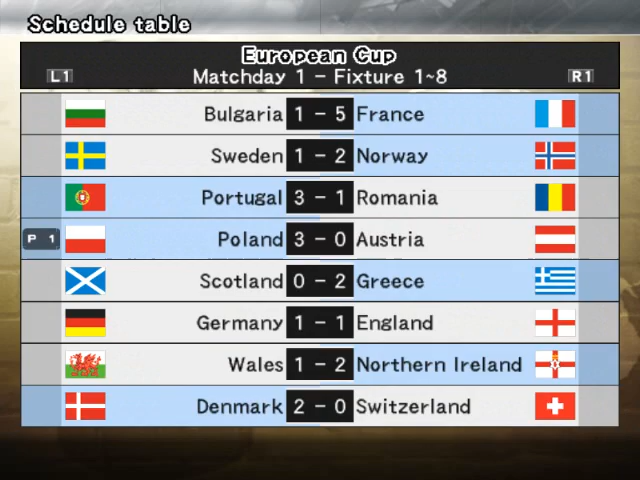 Schedule table
European Cup
L1 Matchday 1 - Fixture 1~8 R1
Bulgaria 1 - 5 France
Sweden 1 - 2 Norway
Portugal 3 - 1 Romania
P 1 Poland 3 - 0 Austria
Scotland 0 - 2 Greece
Germany 1 - 1 England
Wales 1 - 2 Northern Ireland
Denmark 2 - 0 Switzerland